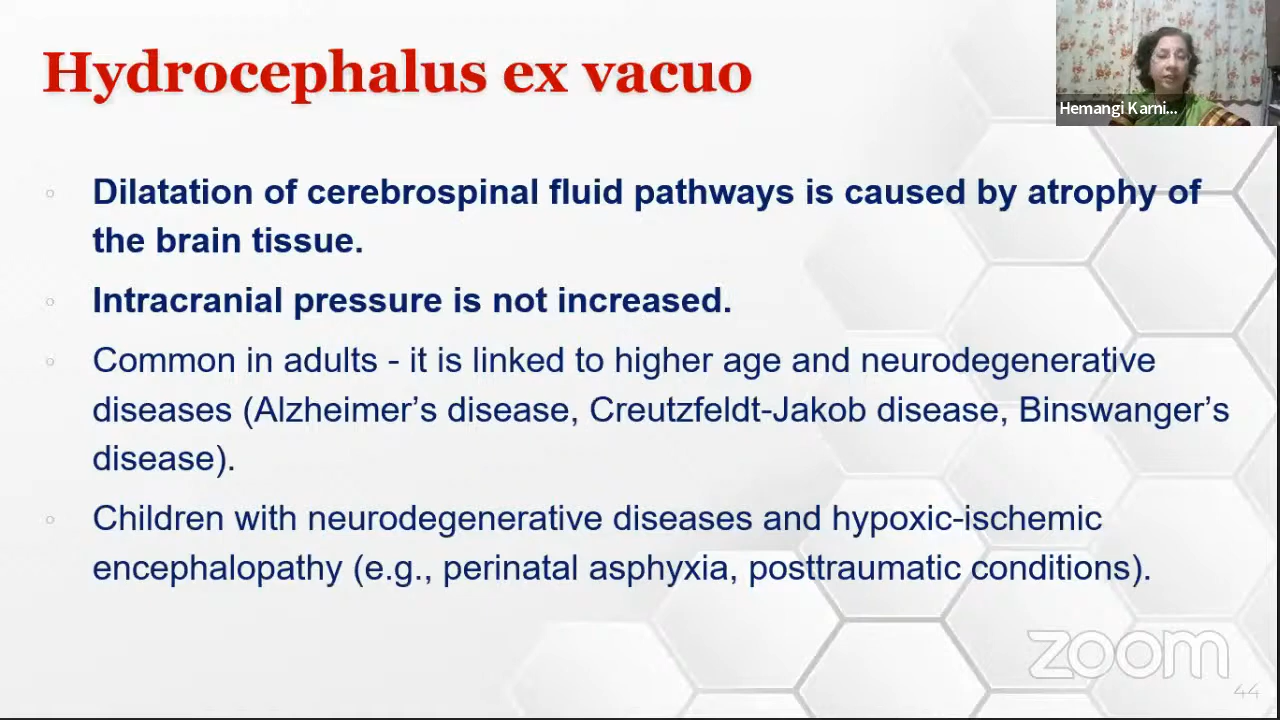 Hydrocephalus ex vacuo
Hemangi Karni...
Dilatation of cerebrospinal fluid pathways is caused by atrophy of
the brain tissue.
Intracranial pressure is not increased.
Common in adults - it is linked to higher age and neurodegenerative
diseases (Alzheimer’s disease, Creutzfeldt-Jakob disease, Binswanger’s
disease).
Children with neurodegenerative diseases and hypoxic-ischemic
encephalopathy (e.g., perinatal asphyxia, posttraumatic conditions).
zoom
44